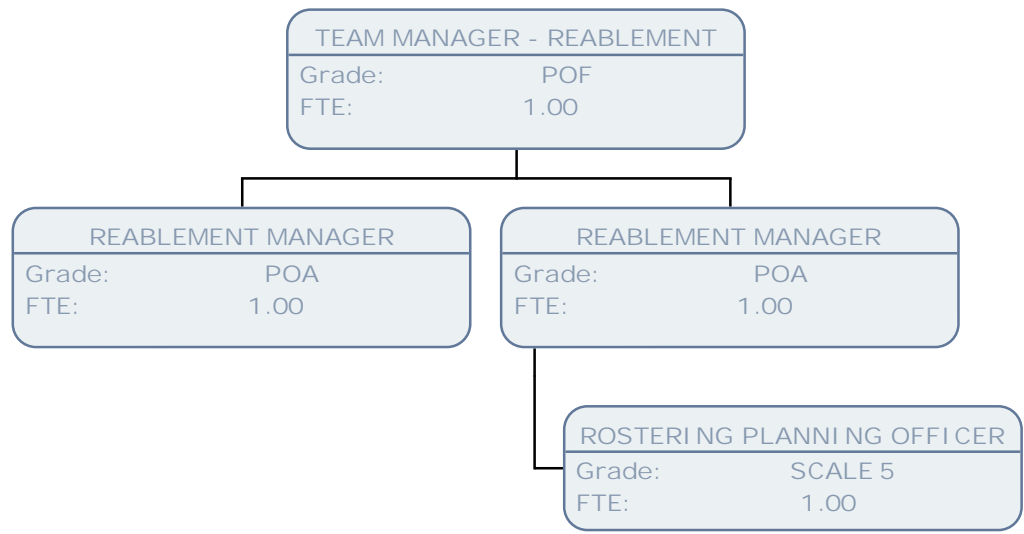 TEAM MANAGER - REABLEMENT
Grade: POF
FTE: 1.00
REABLEMENT MANAGER
Grade: POA
FTE: 1.00
REABLEMENT MANAGER
Grade: POA
FTE: 1.00
ROSTERING PLANNING OFFICER
Grade: SCALE 5
FTE: 1.00